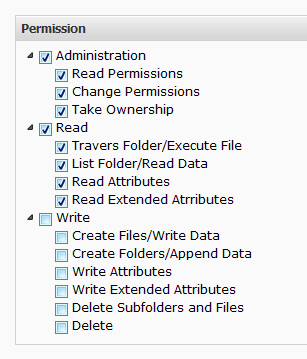 Permission
Administration
Read Permissions
Change Permissions
Take Ownership
Read
Travers Folder/Execute File
List Folder/Read Data
Read Attributes
Read Extended Atrributes
Write
Create Files/Write Data
Create Folders/Append Data
Write Attributes
Write Extended Attributes
Delete Subfolders and Files
Delete